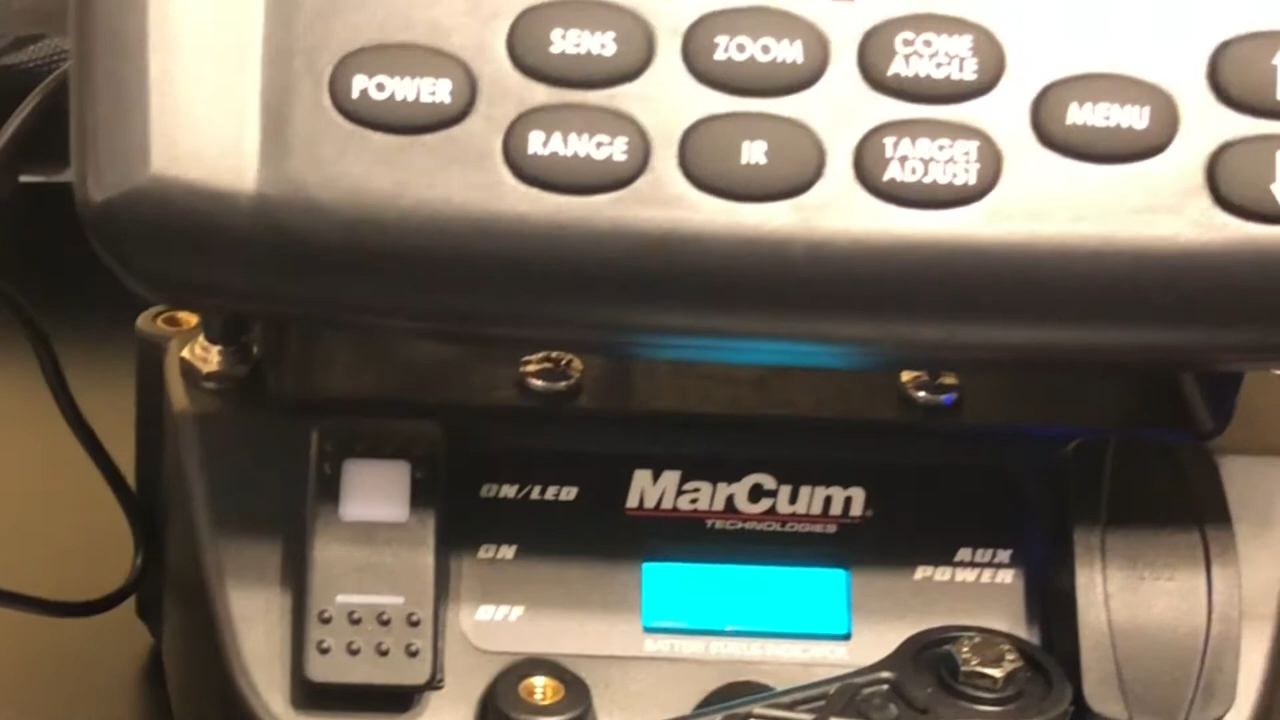 POWER
SENS
ZOOM
CONE
ANGLE
MENU
RANGE
IR
TARGET
ADJUST
ON/LED
MarCum
TECHNOLOGIES
ON
AUX
POWER
OFF
BATTERY STATUS INDICATOR